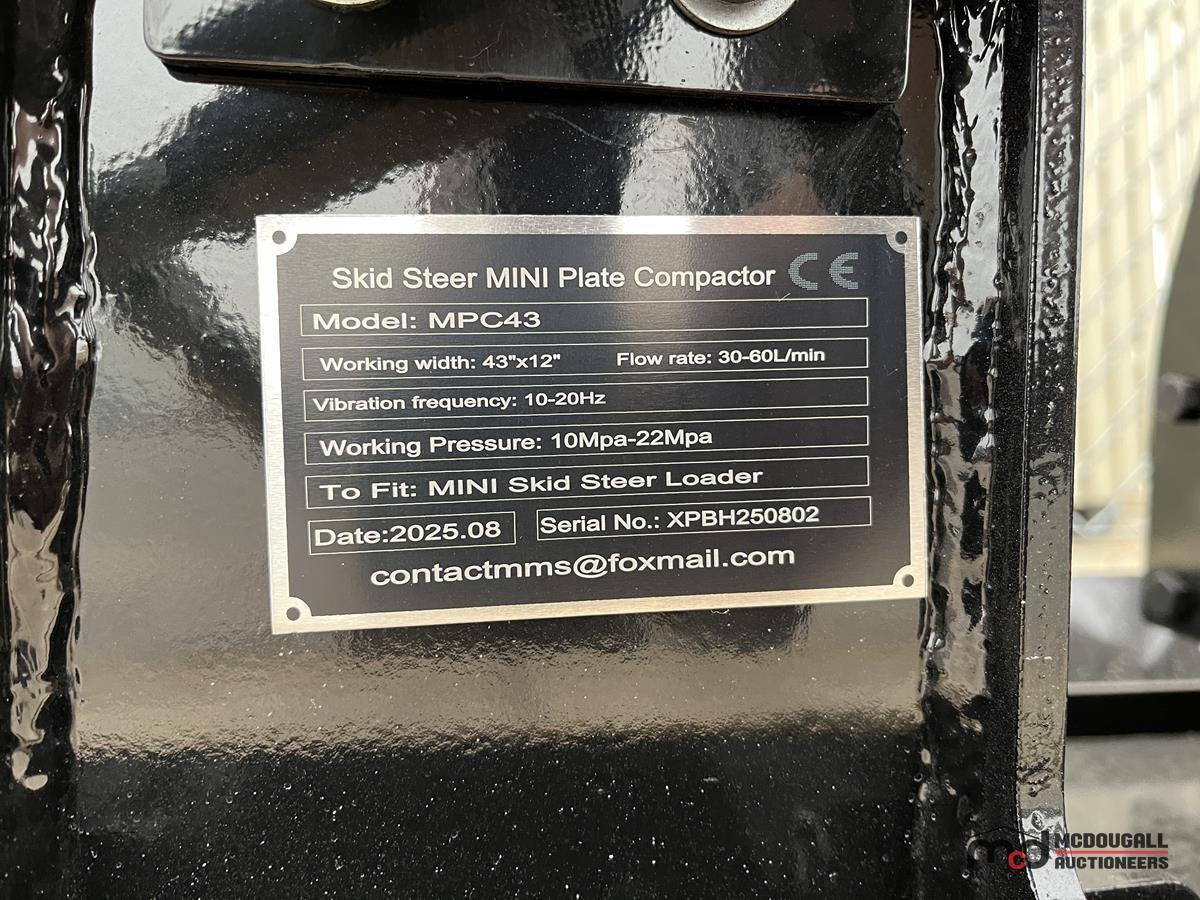 Skid Steer MINI Plate Compactor CE
Model: MPC43
Working width: 43"x12" Flow rate: 30-60L/min
Vibration frequency: 10-20Hz
Working Pressure: 10Mpa-22Mpa
To Fit: MINI Skid Steer Loader
Date:2025.08 Serial No.: XPBH250802
contactmms@foxmail.com
mcd MCDOUGALL
AUCTIONEERS